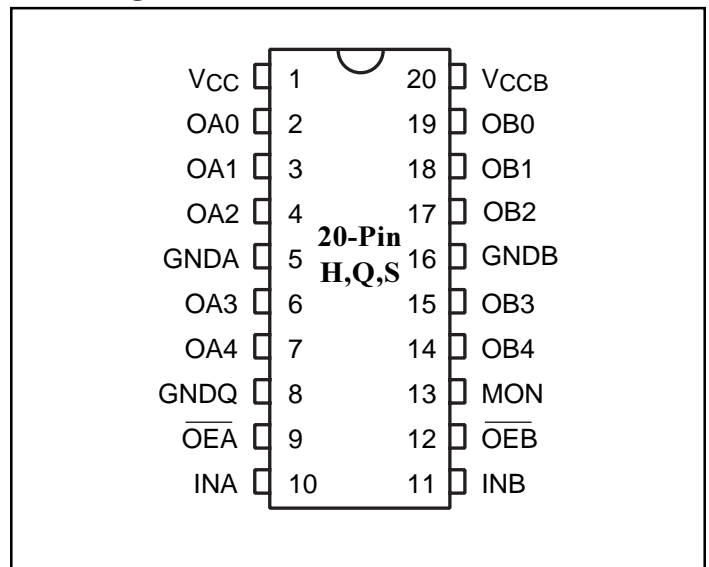 VCC 1 20 VCCB
OA0 2 19 OB0
OA1 3 18 OB1
OA2 4 17 OB2
20-Pin
GNDA 5 16 GNDB
H,Q,S
OA3 6 15 OB3
OA4 7 14 OB4
GNDQ 8 13 MON
O̅E̅A̅ 9 12 O̅E̅B̅
INA 10 11 INB